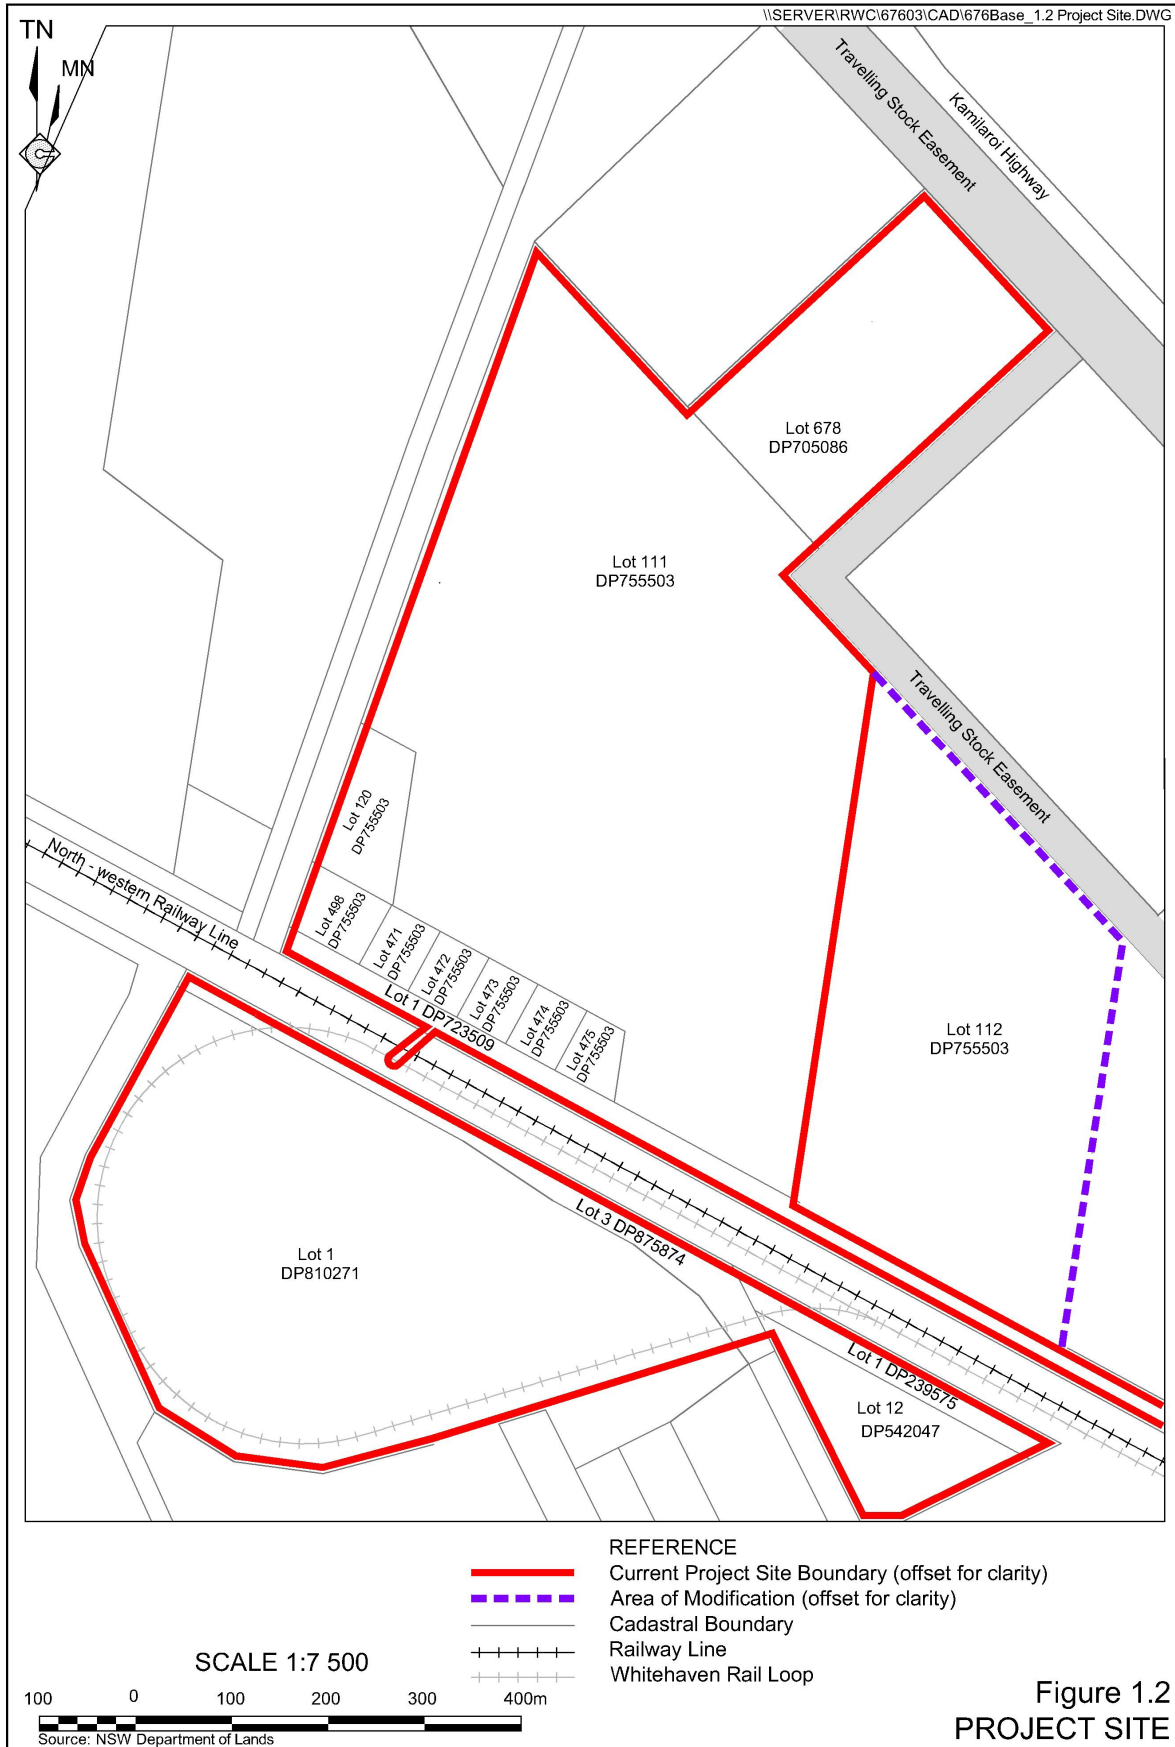 \\SERVER\RWC\67603\CAD\676Base_1.2 Project Site.DWG
TN
MN
Travelling Stock Easement
Kamilaroi Highway
Lot 678
DP705086
Lot 111
DP755503
Travelling Stock Easement
Lot 120
DP755503
North - western Railway Line
Lot 498
DP755503
Lot 471
DP755503
Lot 472
DP755503
Lot 473
DP755503
Lot 474
DP755503
Lot 475
DP755503
Lot 1 DP723509
Lot 112
DP755503
Lot 3 DP875874
Lot 1
DP810271
Lot 1 DP239575
Lot 12
DP542047
REFERENCE
Current Project Site Boundary (offset for clarity)
Area of Modification (offset for clarity)
Cadastral Boundary
Railway Line
Whitehaven Rail Loop
SCALE 1:7 500
100 0 100 200 300 400m
Source: NSW Department of Lands
Figure 1.2
PROJECT SITE